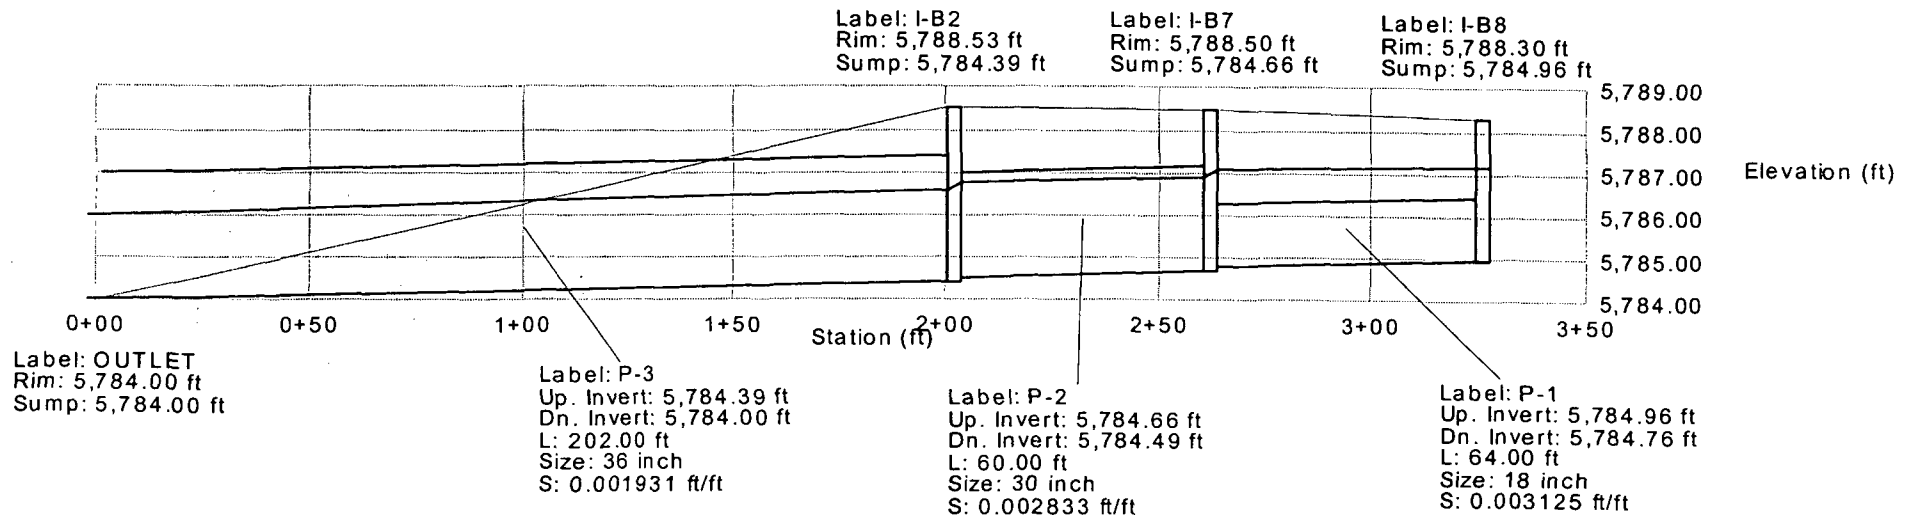 Label: I-B2
Rim: 5,788.53 ft
Sump: 5,784.39 ft
Label: I-B7
Rim: 5,788.50 ft
Sump: 5,784.66 ft
Label: I-B8
Rim: 5,788.30 ft
Sump: 5,784.96 ft
5,789.00
5,788.00
5,787.00
5,786.00
5,785.00
5,784.00
Elevation (ft)
0+00
0+50
1+00
1+50
2+00
2+50
3+00
3+50
Station (ft)
Label: OUTLET
Rim: 5,784.00 ft
Sump: 5,784.00 ft
Label: P-3
Up. Invert: 5,784.39 ft
Dn. Invert: 5,784.00 ft
L: 202.00 ft
Size: 36 inch
S: 0.001931 ft/ft
Label: P-2
Up. Invert: 5,784.66 ft
Dn. Invert: 5,784.49 ft
L: 60.00 ft
Size: 30 inch
S: 0.002833 ft/ft
Label: P-1
Up. Invert: 5,784.96 ft
Dn. Invert: 5,784.76 ft
L: 64.00 ft
Size: 18 inch
S: 0.003125 ft/ft